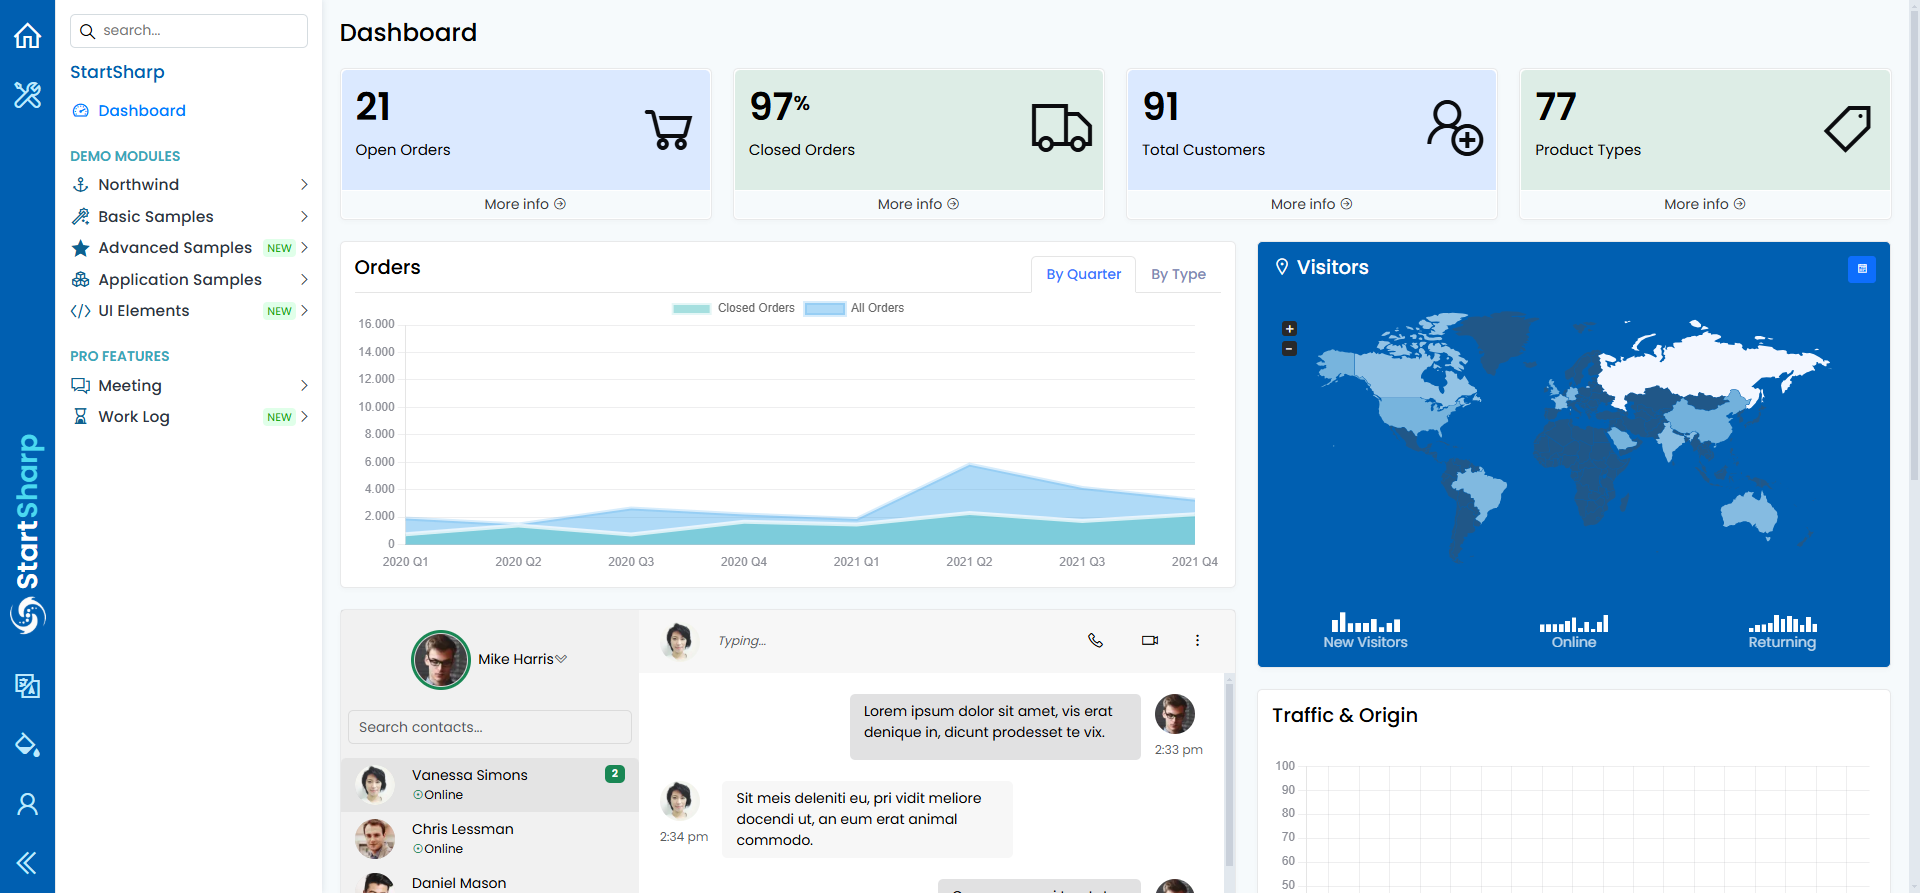 search...
StartSharp
Dashboard
DEMO MODULES
Northwind
Basic Samples
Advanced Samples NEW
Application Samples
UI Elements NEW
PRO FEATURES
Meeting
Work Log NEW
StartSharp
Dashboard
21
Open Orders
More info
97%
Closed Orders
More info
91
Total Customers
More info
77
Product Types
More info
Orders
By Quarter
By Type
Closed Orders
All Orders
16.000
14.000
12.000
10.000
8.000
6.000
4.000
2.000
0
2020 Q1
2020 Q2
2020 Q3
2020 Q4
2021 Q1
2021 Q2
2021 Q3
2021 Q4
Visitors
+
-
New Visitors
Online
Returning
Mike Harris
Search contacts...
Vanessa Simons
2
Online
Chris Lessman
Online
Daniel Mason
Typing...
Lorem ipsum dolor sit amet, vis erat
denique in, dicunt prodesset te vix.
2:33 pm
Sit meis deleniti eu, pri vidit meliore
docendi ut, an eum erat animal
commodo.
2:34 pm
Traffic & Origin
100
90
80
70
60
50